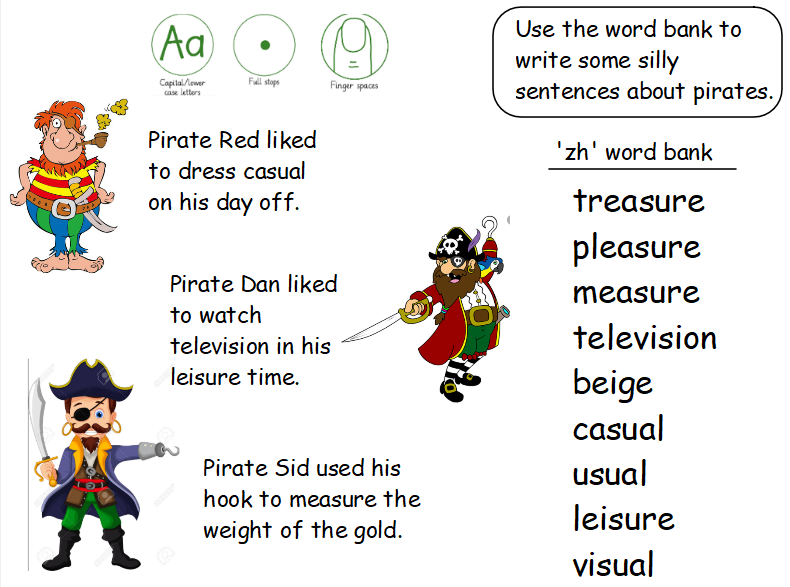 Aa
Capital/lower
case letters
Full stops
Finger spaces
Use the word bank to
write some silly
sentences about pirates.
Pirate Red liked
to dress casual
on his day off.
Pirate Dan liked
to watch
television in his
leisure time.
Pirate Sid used his
hook to measure the
weight of the gold.
'zh' word bank
treasure
pleasure
measure
television
beige
casual
usual
leisure
visual